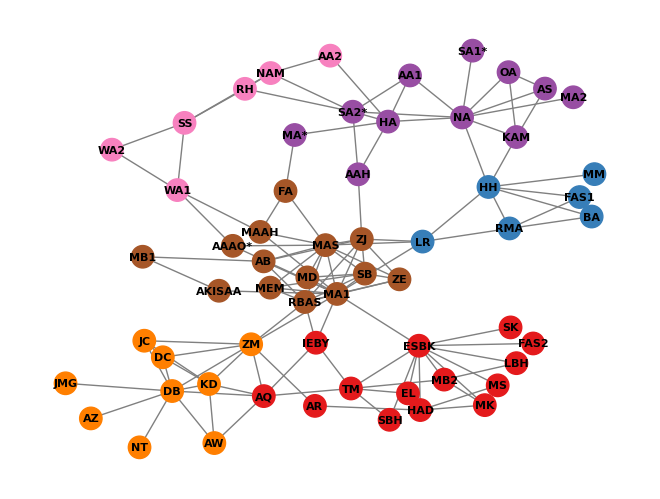 SA1*
AA2
NAM
AA1
OA
RH
AS
MA2
SA2*
HA
NA
SS
MA*
KAM
WA2
AAH
MM
WA1
FA
HH
FAS1
BA
RMA
MAAH
AAAO*
MAS
ZJ
LR
MB1
AB
MD
SB
ZE
AKISAA
MEM
RBAS
MA1
SK
JC
ZM
IEBY
ESBK
FAS2
DC
LBH
JMG
DB
KD
AQ
TM
MB2
MS
EL
AZ
AR
HAD
MK
SBH
NT
AW